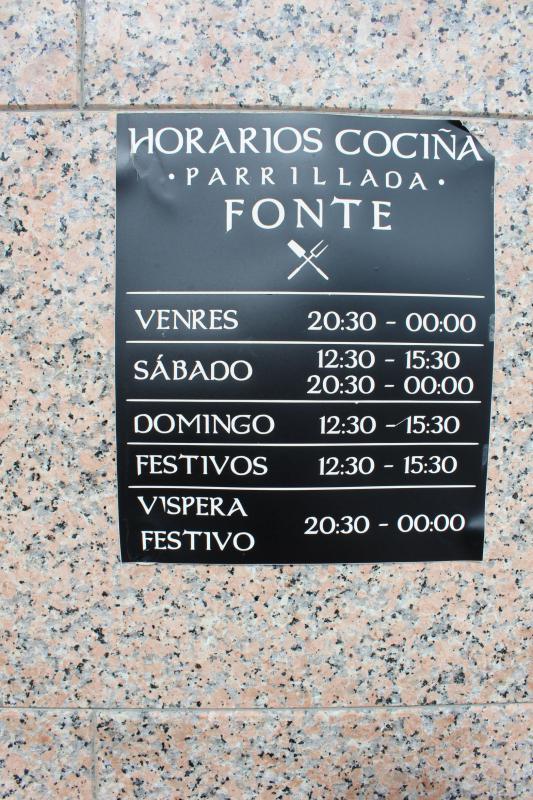 HORARIOS COCIÑA
· PARRILLADA ·
FONTE
VENRES 20:30 - 00:00
SÁBADO 12:30 - 15:30
20:30 - 00:00
DOMINGO 12:30 - 15:30
FESTIVOS 12:30 - 15:30
VISPERA
FESTIVO 20:30 - 00:00